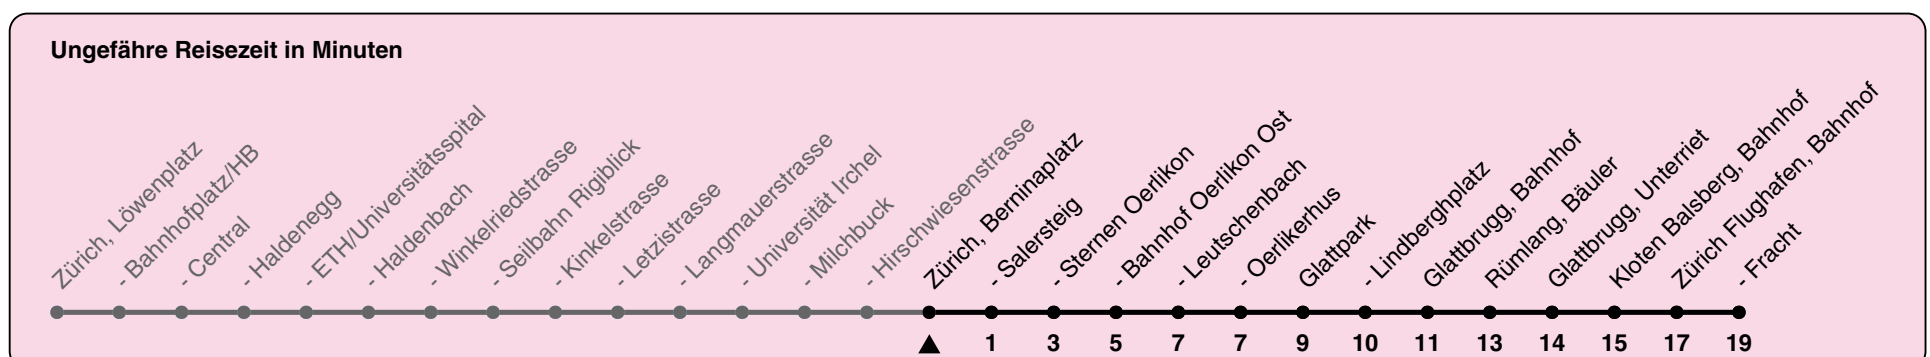 Ungefähre Reisezeit in Minuten
Zürich, Löwenplatz
- Bahnhofplatz/HB
- Central
- Haldenegg
- ETH/Universitätsspital
- Haldenbach
- Winkelriedstrasse
- Seilbahn Rigiblick
- Kinkelstrasse
- Letzistrasse
- Langmauerstrasse
- Universität Irchel
- Milchbuck
- Hirschwiesenstrasse
Zürich, Berninaplatz
- Salersteig
- Sternen Oerlikon
- Bahnhof Oerlikon Ost
- Leutschenbach
- Oerlikerhus
Glattpark
- Lindberghplatz
Glattbrugg, Bahnhof
Rümlang, Bäuler
Glattbrugg, Unterriet
Kloten Balsberg, Bahnhof
Zürich Flughafen, Bahnhof
- Fracht
1 3 5 7 7 9 10 11 13 14 15 17 19